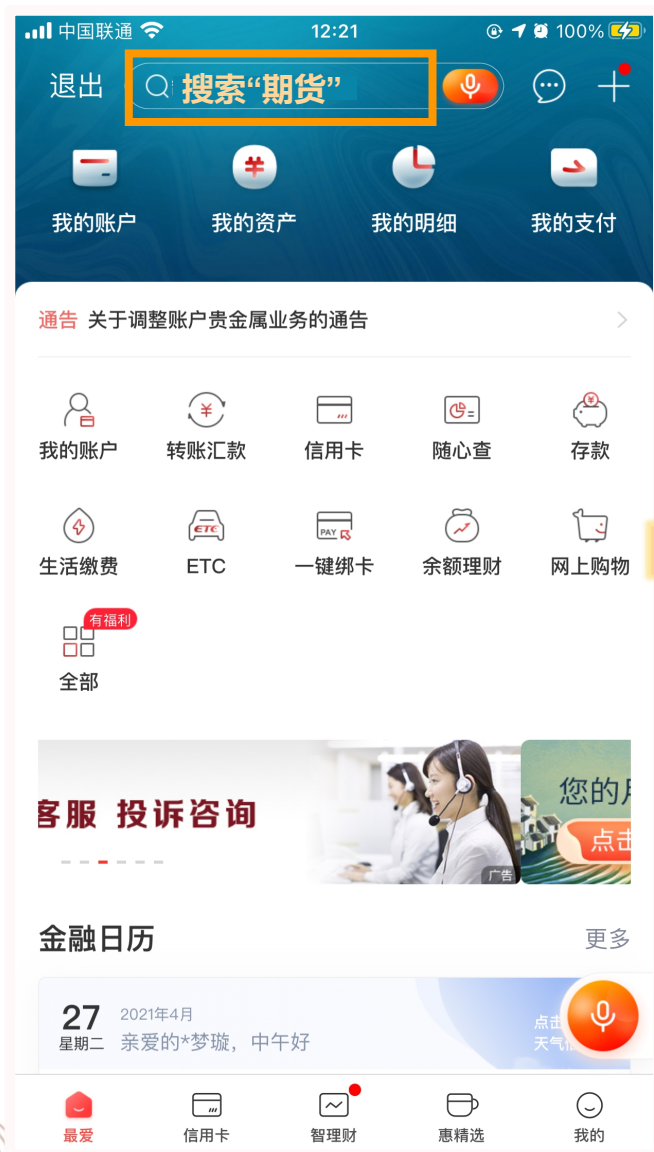 中国联通 12:21 100%
退出 搜索“期货”
我的账户 我的资产 我的明细 我的支付
通告 关于调整账户贵金属业务的通告
我的账户 转账汇款 信用卡 随心查 存款
PAY
生活缴费 ETC 一键绑卡 余额理财 网上购物
有福利
全部
客服 投诉咨询
您的
点击
广告
金融日历 更多
27 2021年4月
星期二 亲爱的*梦璇，中午好
点击
天气
最爱 信用卡 智理财 惠精选 我的